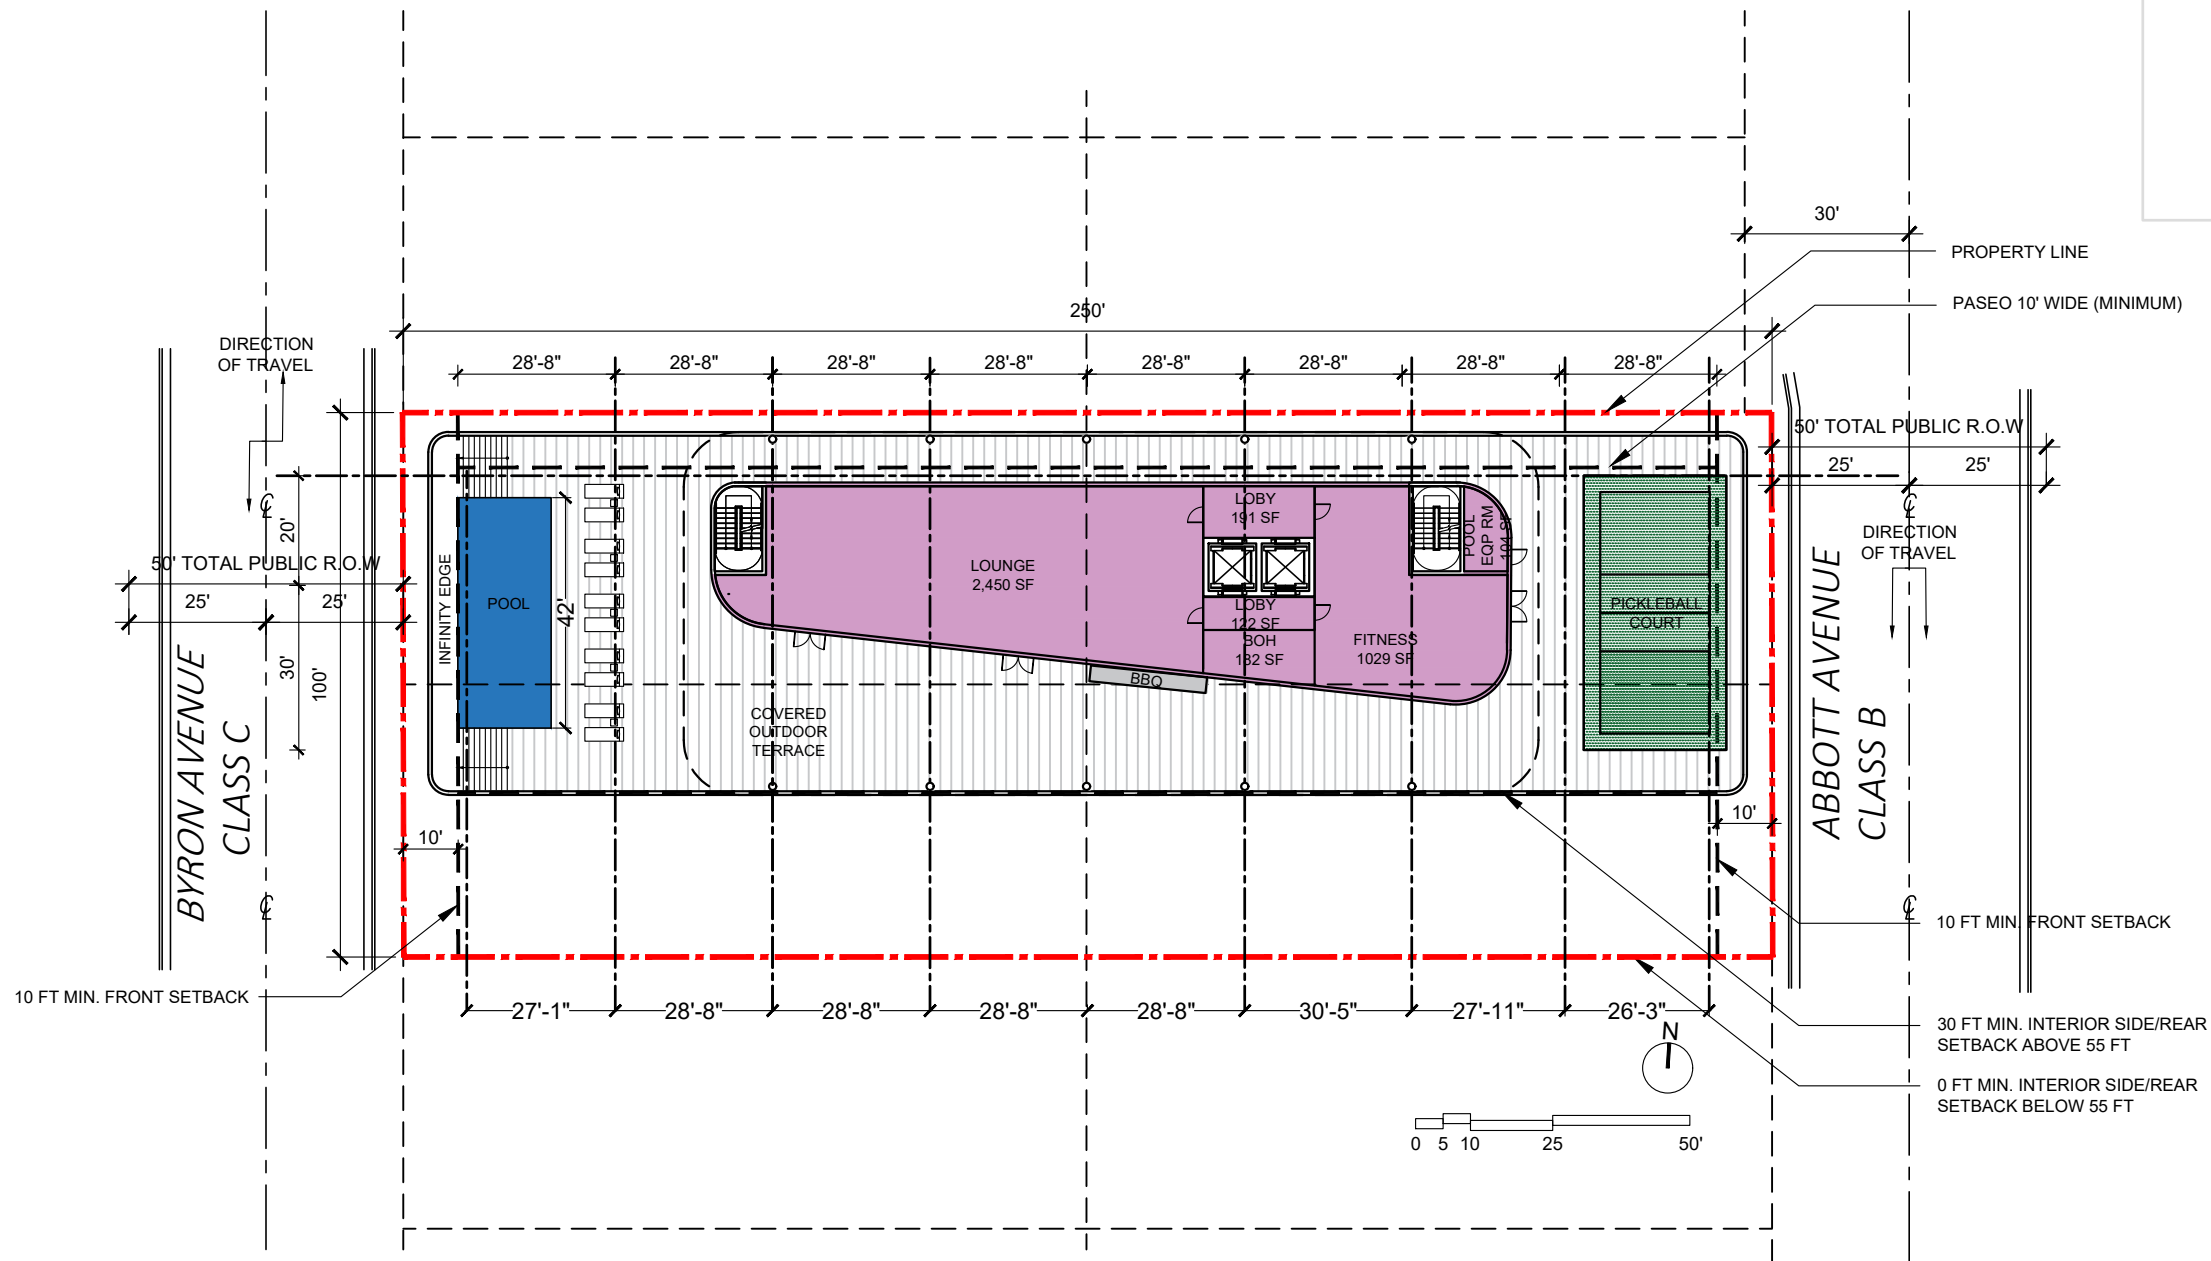 30'
PROPERTY LINE
PASEO 10' WIDE (MINIMUM)
250'
DIRECTION
OF TRAVEL
28'-8" 28'-8" 28'-8" 28'-8" 28'-8" 28'-8" 28'-8" 28'-8"
50' TOTAL PUBLIC R.O.W
25' 25'
DIRECTION
OF TRAVEL
20'
50' TOTAL PUBLIC R.O.W
25' 25'
30'
100'
BYRON AVENUE
CLASS C
INFINITY EDGE
POOL
42'
LOUNGE
2,450 SF
LOBY
191 SF
LOBY
122 SF
BOH
182 SF
FITNESS
1029 SF
POOL
EQP RM
104 SF
PICKLEBALL
COURT
BBQ
COVERED
OUTDOOR
TERRACE
ABBOTT AVENUE
CLASS B
10'
10'
10 FT MIN. FRONT SETBACK
10 FT MIN. FRONT SETBACK
27'-1" 28'-8" 28'-8" 28'-8" 28'-8" 30'-5" 27'-11" 26'-3"
30 FT MIN. INTERIOR SIDE/REAR
SETBACK ABOVE 55 FT
0 FT MIN. INTERIOR SIDE/REAR
SETBACK BELOW 55 FT
N
0 5 10 25 50'